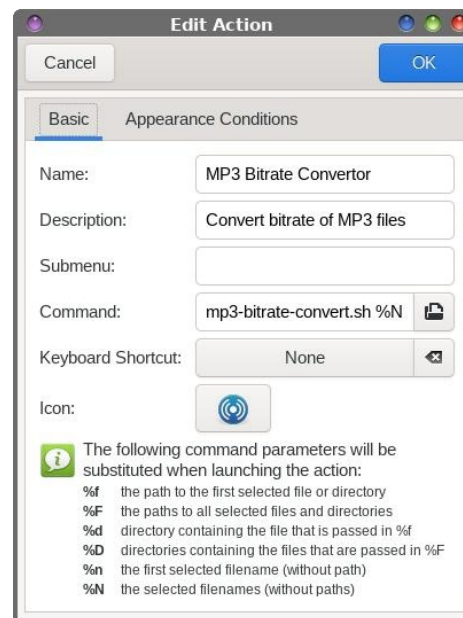 Edit Action
Cancel
OK
Basic Appearance Conditions
Name: MP3 Bitrate Convertor
Description: Convert bitrate of MP3 files
Submenu:
Command: mp3-bitrate-convert.sh %N
Keyboard Shortcut: None
Icon:
The following command parameters will be
substituted when launching the action:
%f the path to the first selected file or directory
%F the paths to all selected files and directories
%d directory containing the file that is passed in %f
%D directories containing the files that are passed in %F
%n the first selected filename (without path)
%N the selected filenames (without paths)